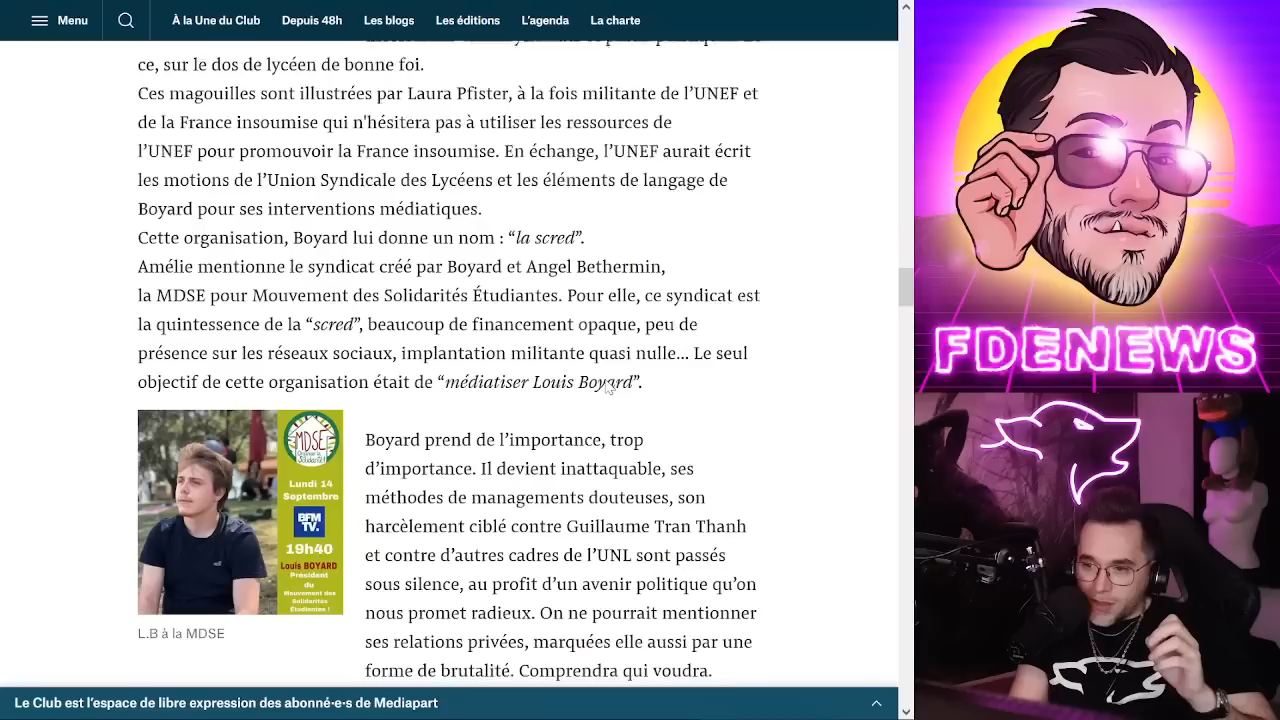 Menu
À la Une du Club
Depuis 48h
Les blogs
Les éditions
L'agenda
La charte
ce, sur le dos de lycéen de bonne foi.
Ces magouilles sont illustrées par Laura Pfister, à la fois militante de l'UNEF et
de la France insoumise qui n'hésitera pas à utiliser les ressources de
l'UNEF pour promouvoir la France insoumise. En échange, l'UNEF aurait écrit
les motions de l'Union Syndicale des Lycéens et les éléments de langage de
Boyard pour ses interventions médiatiques.
Cette organisation, Boyard lui donne un nom : “la scred”.
Amélie mentionne le syndicat créé par Boyard et Angel Bethermin,
la MDSE pour Mouvement des Solidarités Étudiantes. Pour elle, ce syndicat est
la quintessence de la “scred”, beaucoup de financement opaque, peu de
présence sur les réseaux sociaux, implantation militante quasi nulle... Le seul
objectif de cette organisation était de “médiatiser Louis Boyard”.
MDSE
Lundi 14
Septembre
BFM
TV.
19h40
Louis BOYARD
Président
du
Mouvement des
Solidarités
Étudiantes !
L.B à la MDSE
Boyard prend de l'importance, trop
d'importance. Il devient inattaquable, ses
méthodes de managements douteuses, son
harcèlement ciblé contre Guillaume Tran Thanh
et contre d'autres cadres de l'UNL sont passés
sous silence, au profit d'un avenir politique qu'on
nous promet radieux. On ne pourrait mentionner
ses relations privées, marquées elle aussi par une
forme de brutalité. Comprendra qui voudra.
Le Club est l'espace de libre expression des abonné·e·s de Mediapart
FDENEWS